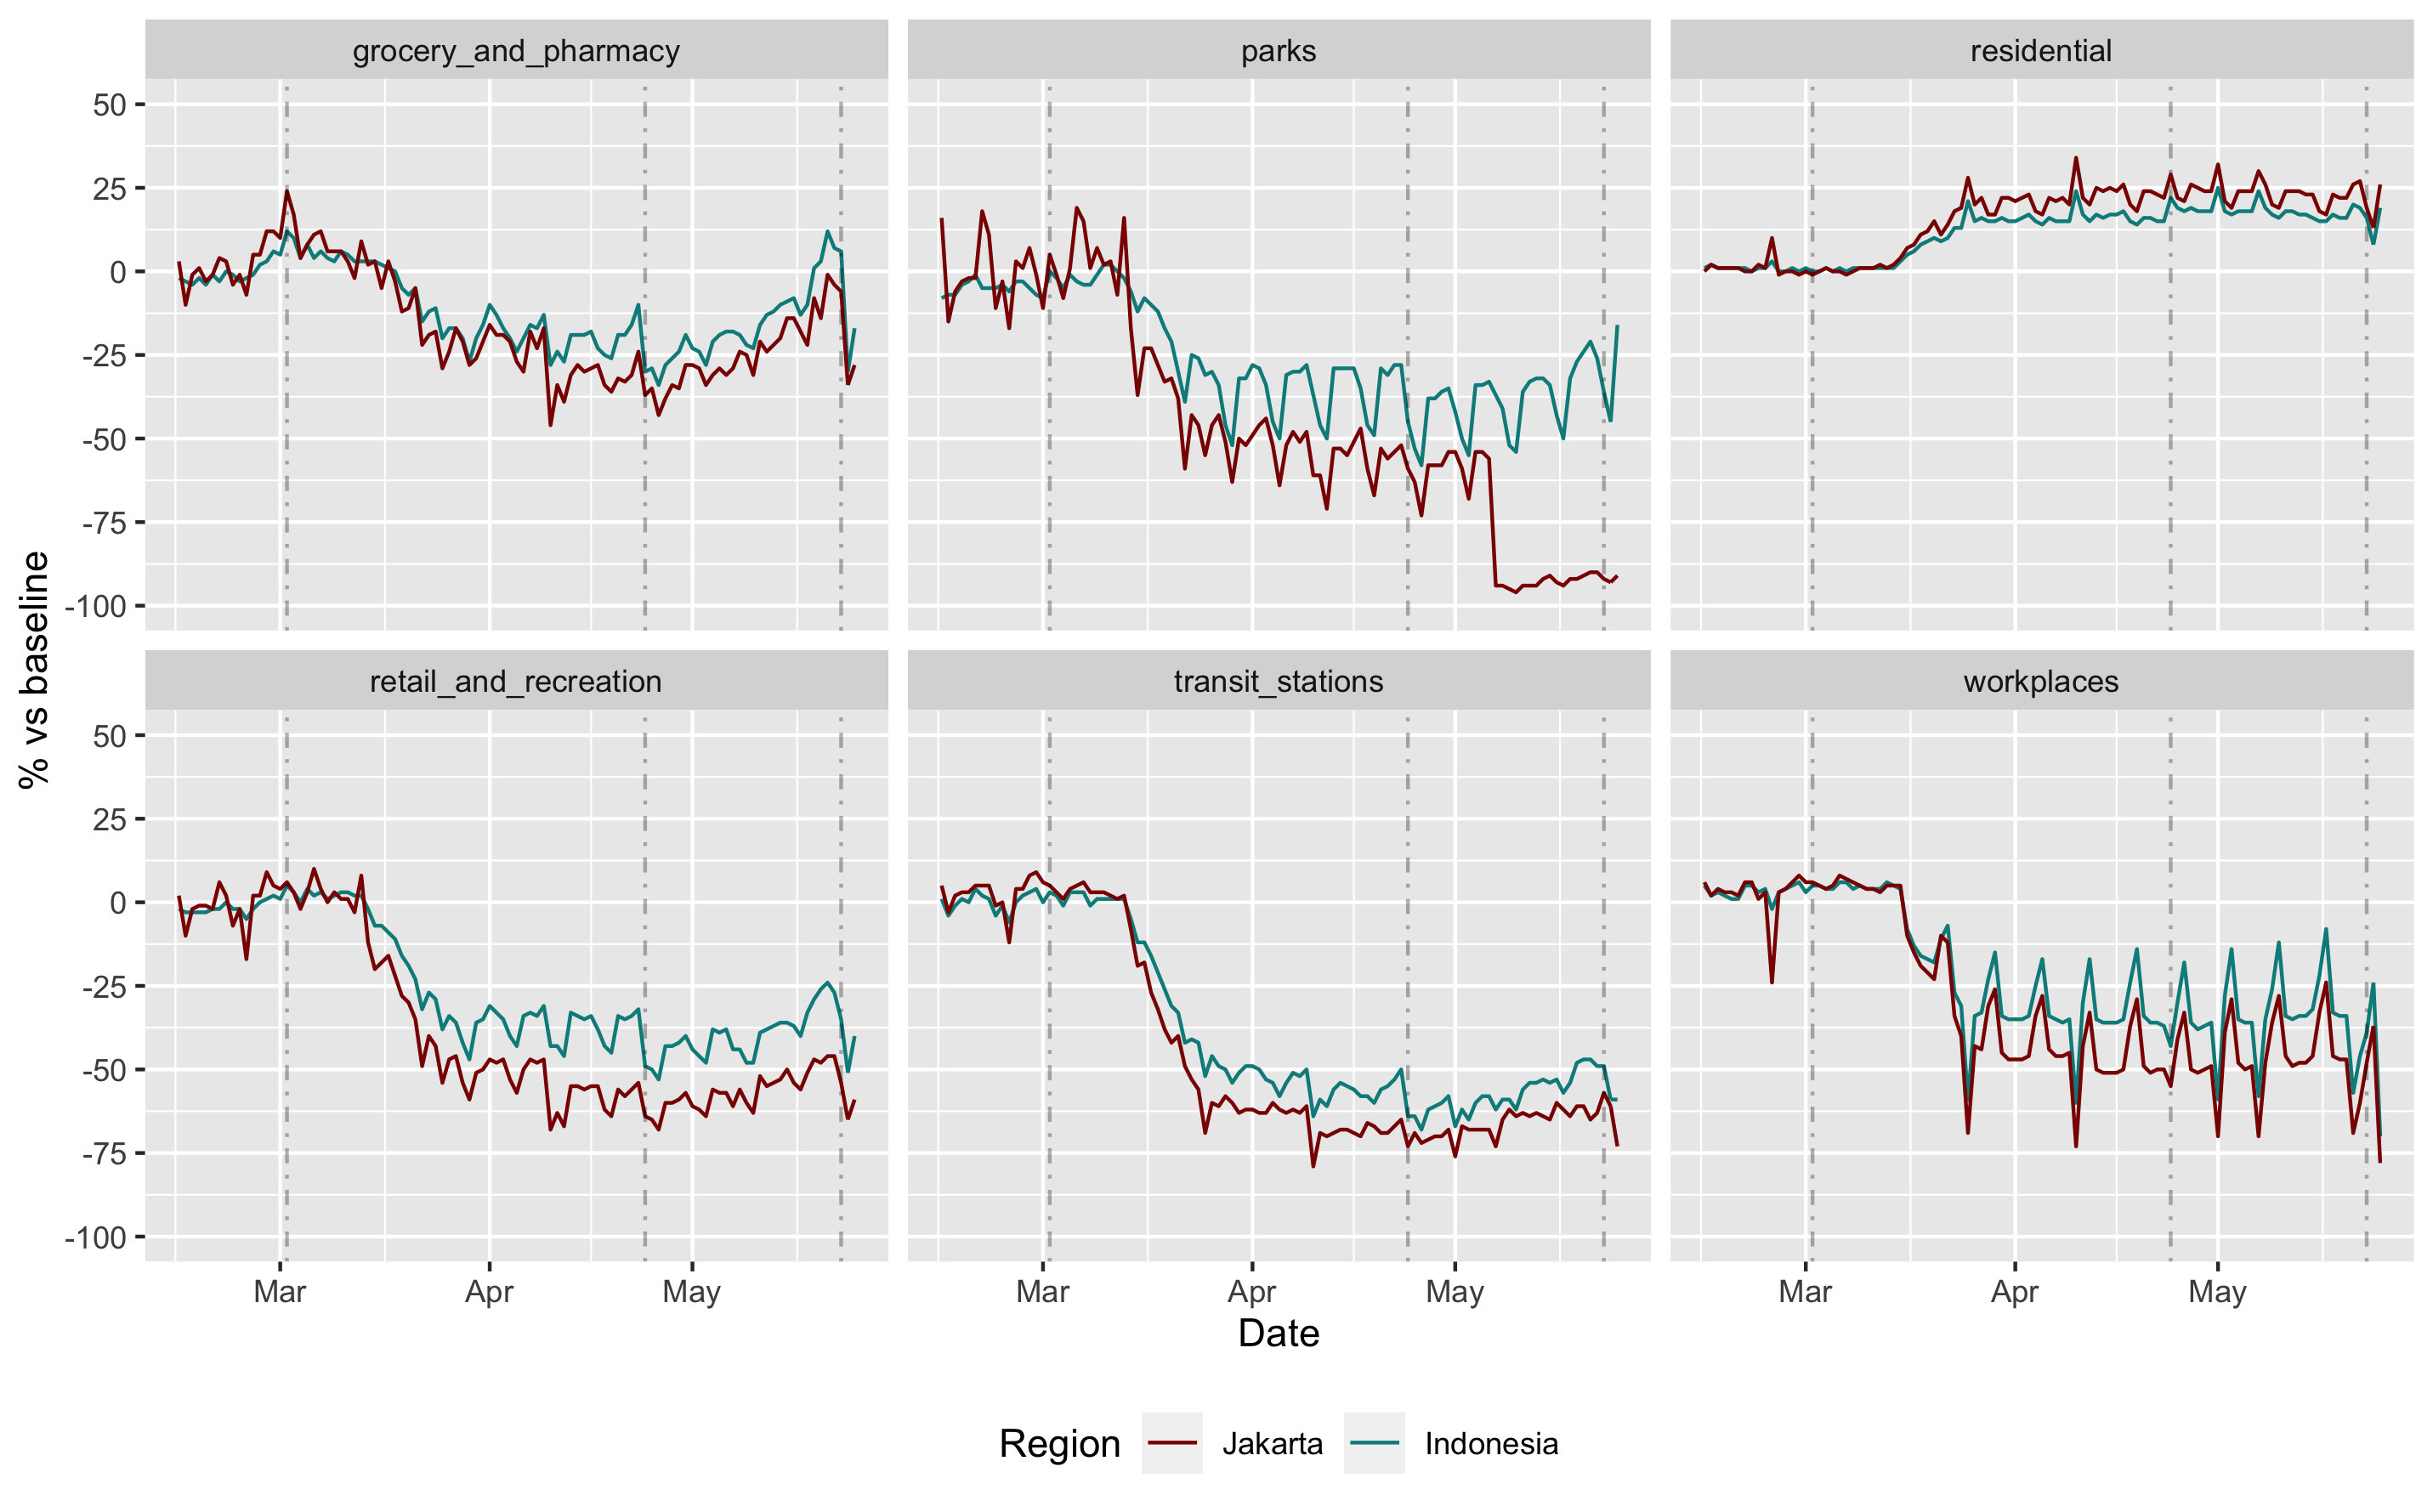 grocery_and_pharmacy
parks
residential
50
25
0
-25
-50
-75
-100
retail_and_recreation
transit_stations
workplaces
50
25
0
-25
-50
-75
-100
% vs baseline
Mar Apr May
Mar Apr May
Mar Apr May
Date
Region Jakarta Indonesia